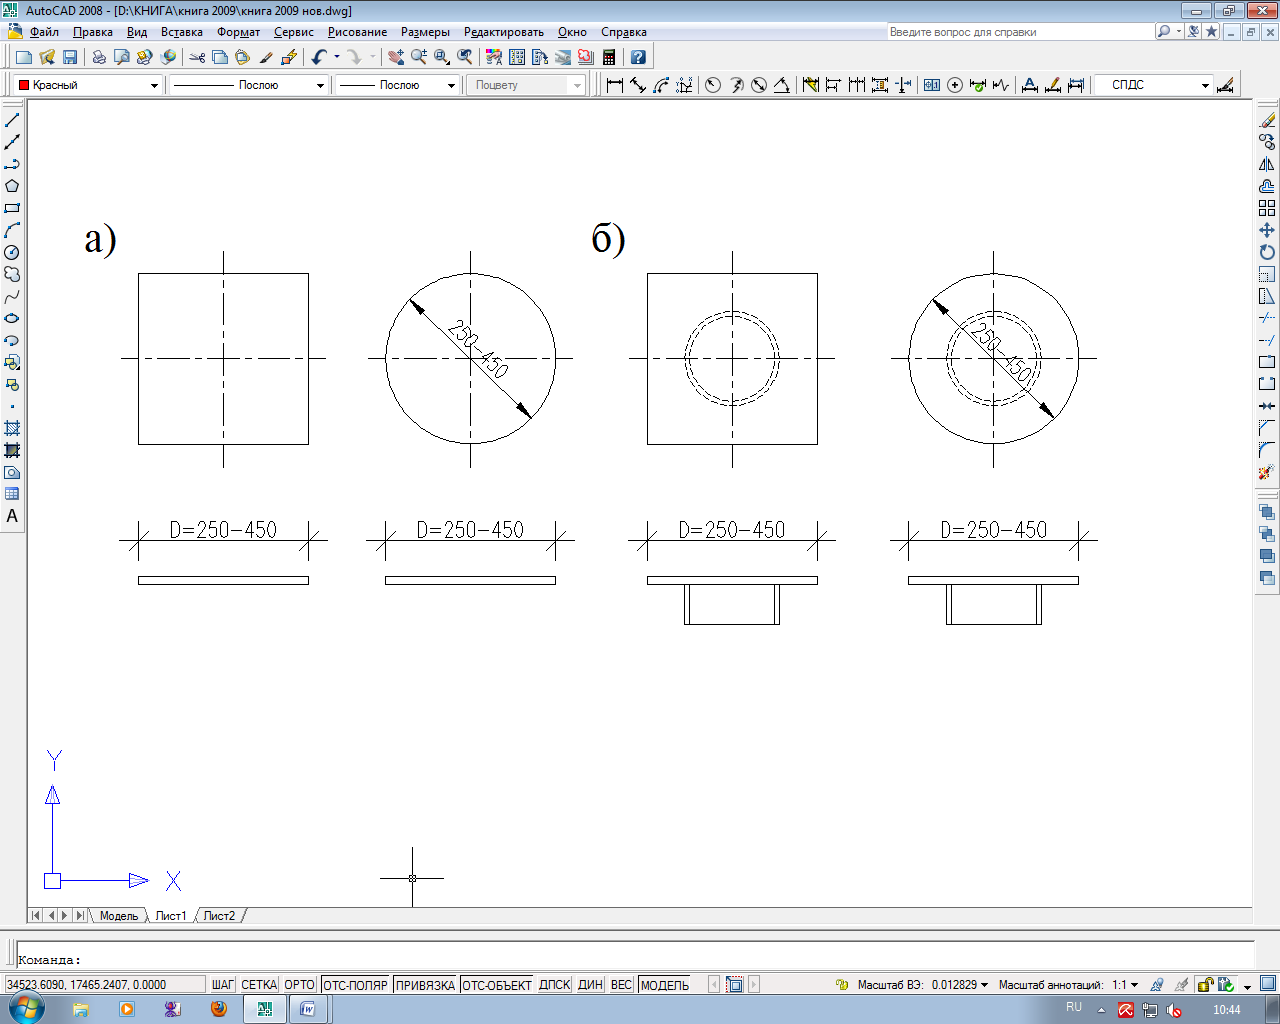 AutoCAD 2008 - [D:\КНИГА\книга 2009\книга 2009 нов.dwg]
Файл Правка Вид Вставка Формат Сервис Рисование Размеры Редактировать Окно Справка Введите вопрос для справки
Красный Послою Послою Поцвету СПДС
а) б)
250-450 250-450
D=250-450 D=250-450 D=250-450 D=250-450
A
Y
X
Модель Лист1 Лист2
Команда:
34523.6090, 17465.2407, 0.0000 ШАГ СЕТКА ОРТО ОТС-ПОЛЯР ПРИВЯЗКА ОТС-ОБЪЕКТ ДПСК ДИН ВЕС МОДЕЛЬ Масштаб ВЭ: 0.012829 Масштаб аннотаций: 1:1
RU 10:44